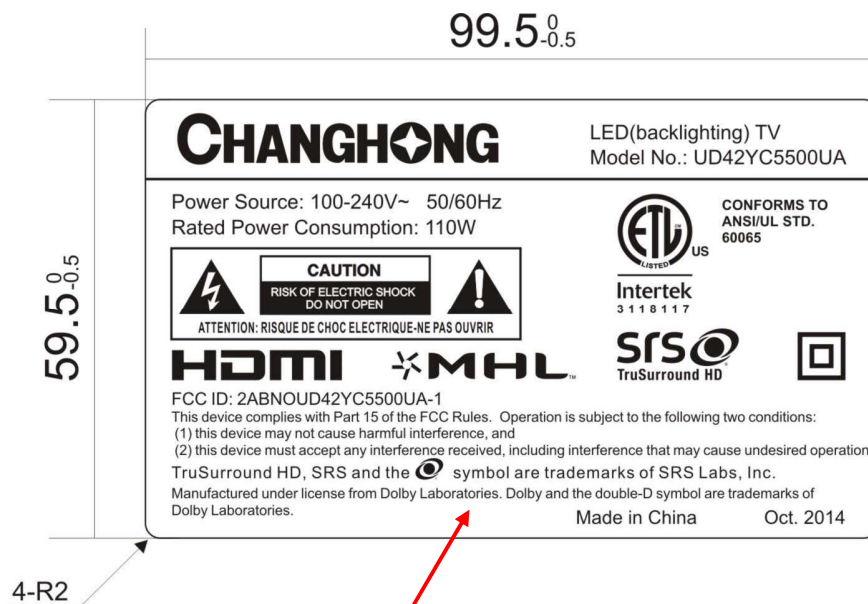 99.5 0 -0.5
59.5 0 -0.5
CHANGHONG
LED(backlighting) TV
Model No.: UD42YC5500UA
Power Source: 100-240V~ 50/60Hz
Rated Power Consumption: 110W
CAUTION
RISK OF ELECTRIC SHOCK
DO NOT OPEN
ATTENTION: RISQUE DE CHOC ELECTRIQUE-NE PAS OUVRIR
ETL CM
LISTED
US
CONFORMS TO
ANSI/UL STD.
60065
Intertek
3118117
HDMI
MHL TM
SRS
TruSurround HD
FCC ID: 2ABNOUD42YC5500UA-1
This device complies with Part 15 of the FCC Rules. Operation is subject to the following two conditions:
(1) this device may not cause harmful interference, and
(2) this device must accept any interference received, including interference that may cause undesired operation
TruSurround HD, SRS and the symbol are trademarks of SRS Labs, Inc.
Manufactured under license from Dolby Laboratories. Dolby and the double-D symbol are trademarks of
Dolby Laboratories.
Made in China Oct. 2014
4-R2